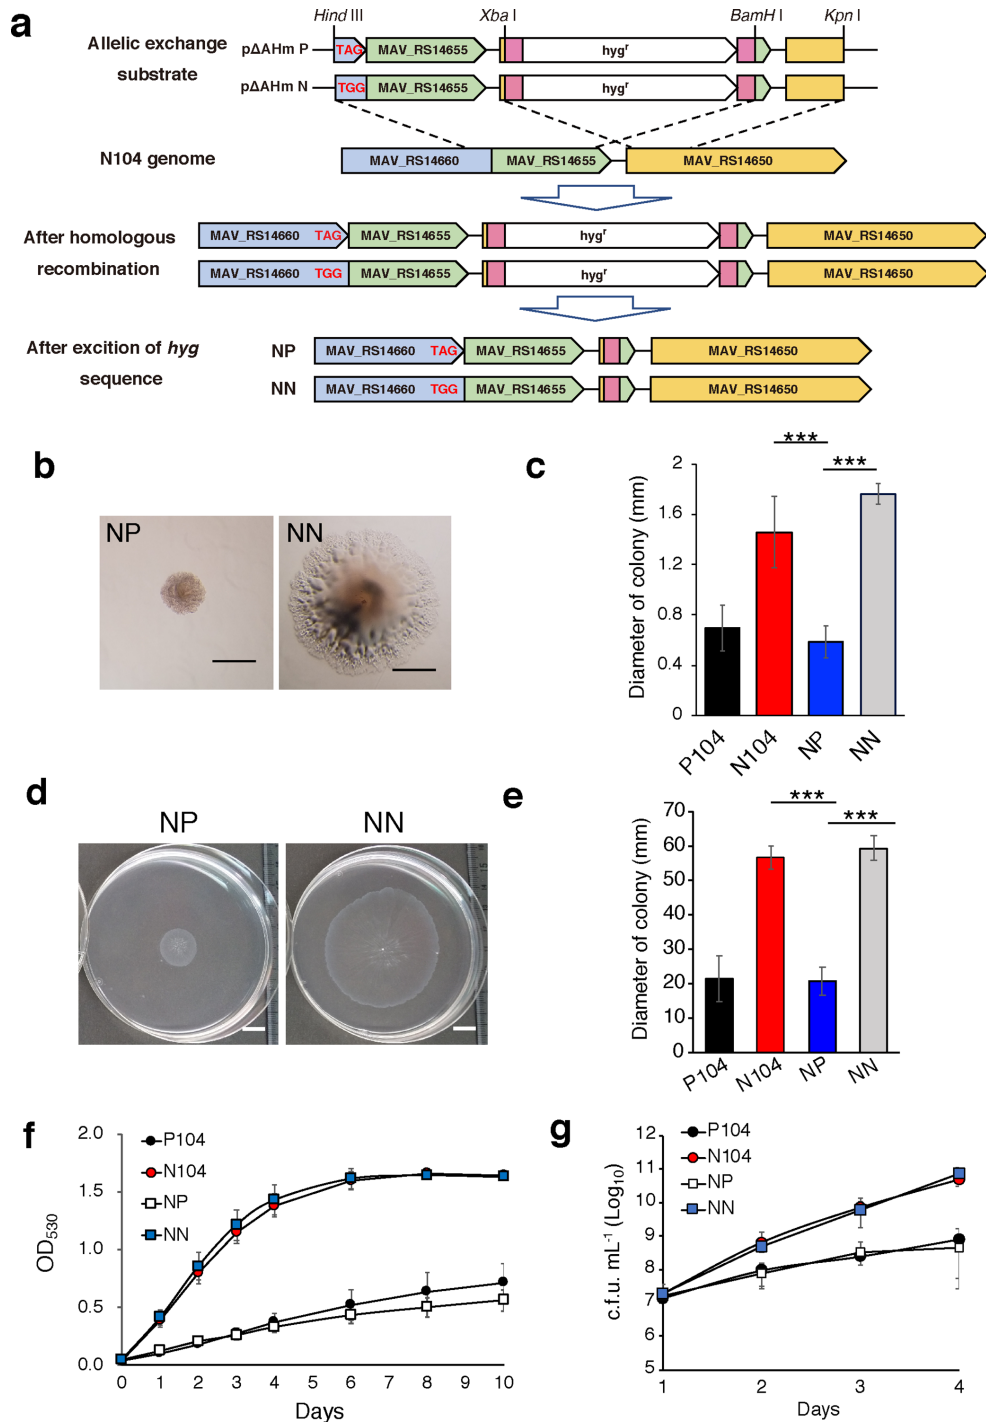 a
Hind III
Xba I
BamH I
Kpn I
Allelic exchange
substrate
pΔAHm P
TAG
MAV_RS14655
hygʳ
pΔAHm N
TGG
MAV_RS14655
hygʳ
N104 genome
MAV_RS14660
MAV_RS14655
MAV_RS14650
After homologous
recombination
MAV_RS14660
TAG
MAV_RS14655
hygʳ
MAV_RS14650
MAV_RS14660
TGG
MAV_RS14655
hygʳ
MAV_RS14650
After excition of hyg
sequence
NP
MAV_RS14660
TAG
MAV_RS14655
MAV_RS14650
NN
MAV_RS14660
TGG
MAV_RS14655
MAV_RS14650
b
NP
NN
c
***
***
Diameter of colony (mm)
2
1.6
1.2
0.8
0.4
0
P104
N104
NP
NN
d
NP
NN
e
***
***
Diameter of colony (mm)
70
60
50
40
30
20
10
0
P104
N104
NP
NN
f
P104
N104
NP
NN
OD₅₃₀
2.0
1.5
1.0
0.5
0.0
0 1 2 3 4 5 6 7 8 9 10
Days
g
P104
N104
NP
NN
c.f.u. mL⁻¹ (Log₁₀)
12
11
10
9
8
7
6
5
1 2 3 4
Days